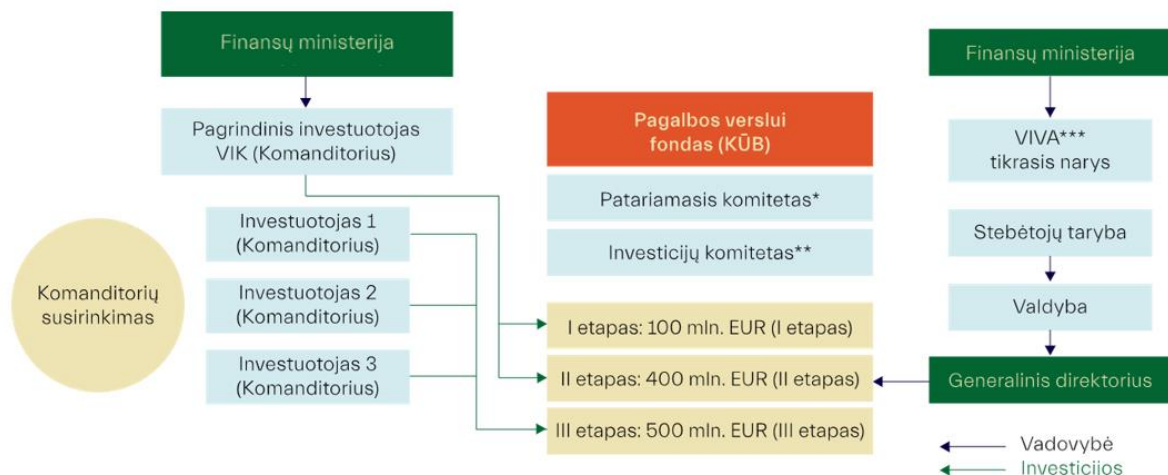 Finansų ministerija
Pagrindinis investuotojas
VIK (Komanditorius)
Investuotojas 1
(Komanditorius)
Investuotojas 2
(Komanditorius)
Investuotojas 3
(Komanditorius)
Komanditorių
susirinkimas
Pagalbos verslui
fondas (KŪB)
Patariamasis komitetas*
Investicijų komitetas**
I etapas: 100 mln. EUR (I etapas)
II etapas: 400 mln. EUR (II etapas)
III etapas: 500 mln. EUR (III etapas)
Finansų ministerija
VIVA***
tikrasis narys
Stebėtojų taryba
Valdyba
Generalinis direktorius
Vadovybė
Investicijos